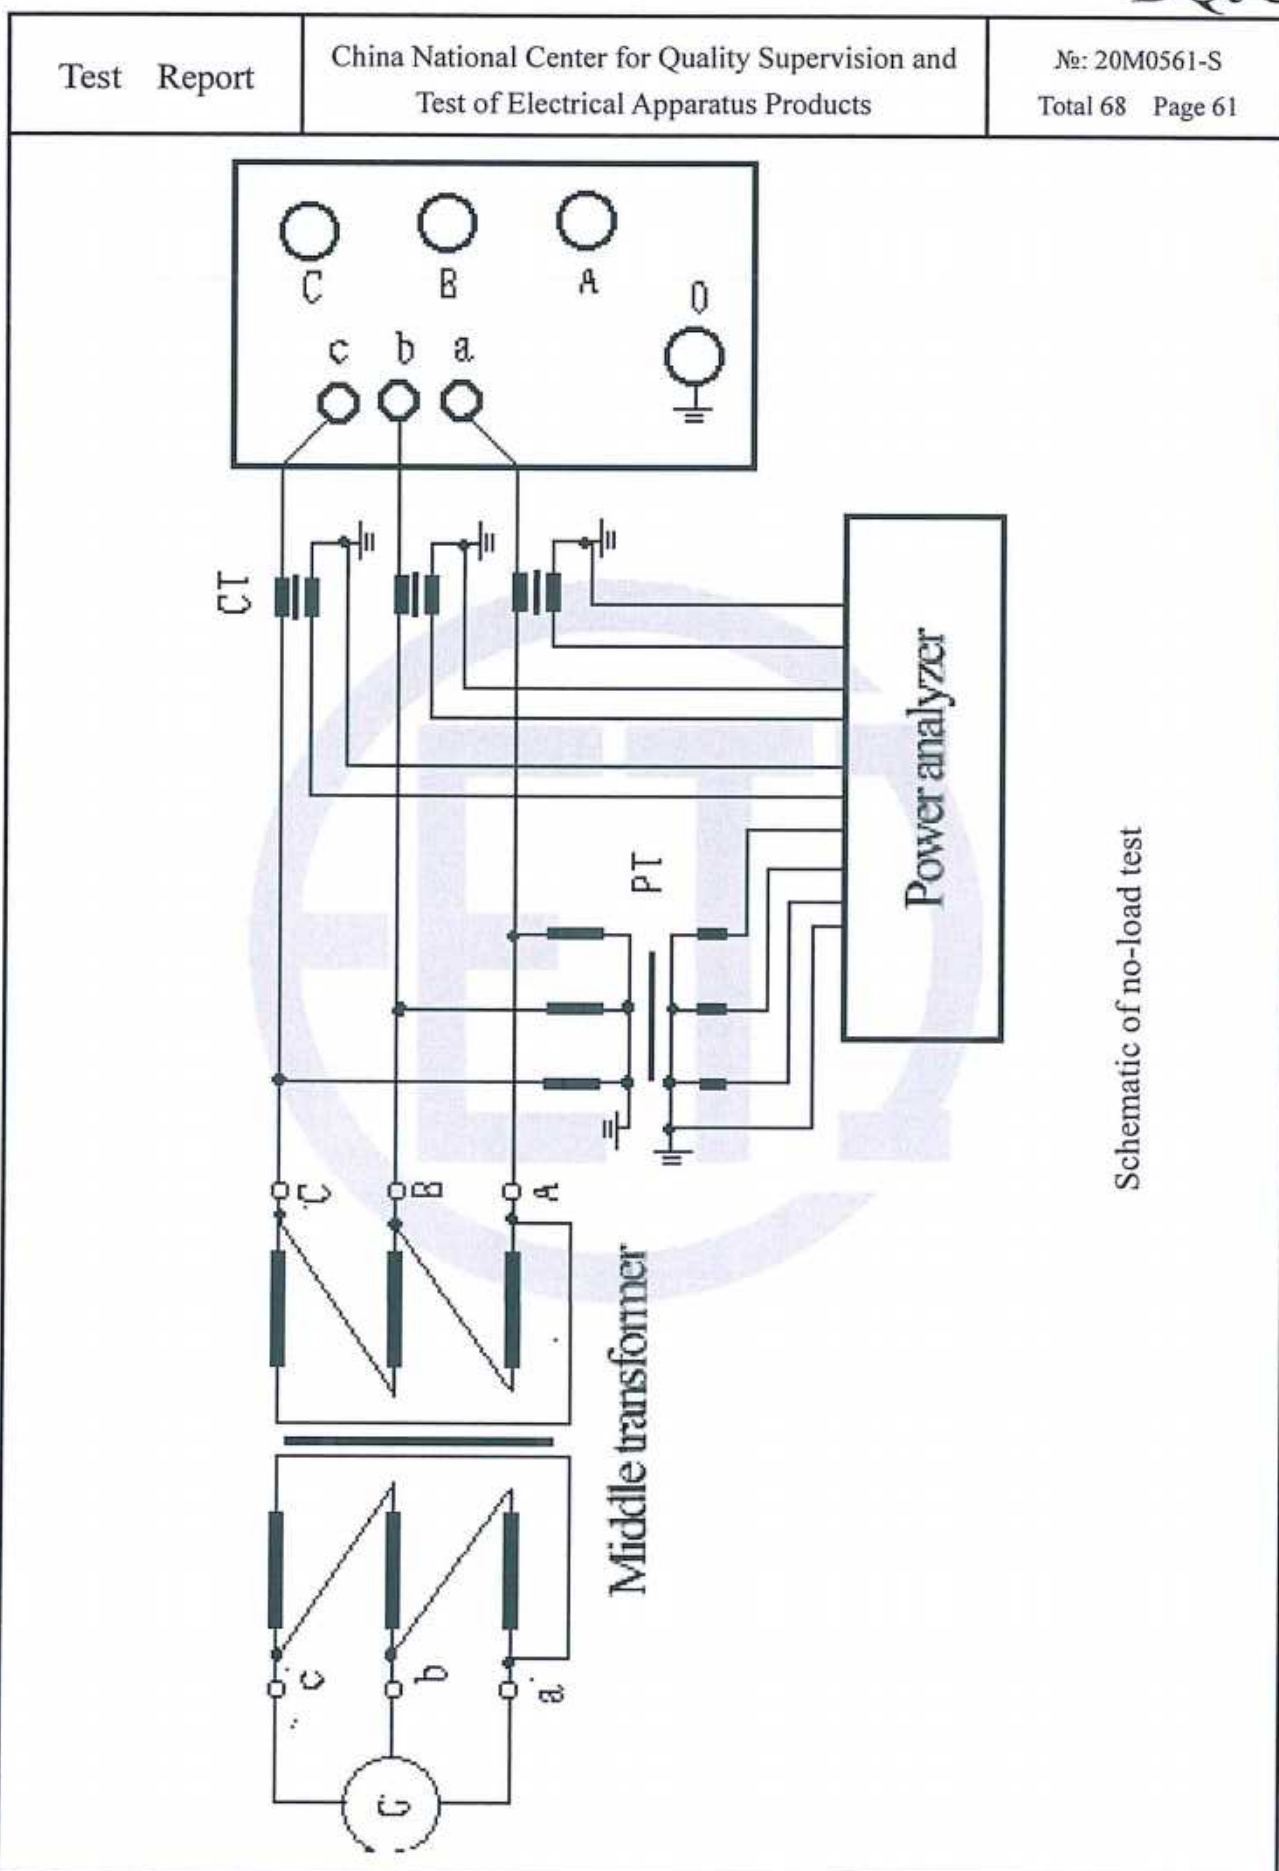 Test Report
China National Center for Quality Supervision and
Test of Electrical Apparatus Products
№: 20M0561-S
Total 68 Page 61
C B A
0
c b a
CT
Power analyzer
PT
C B A
Middle transformer
c b a
G
Schematic of no-load test